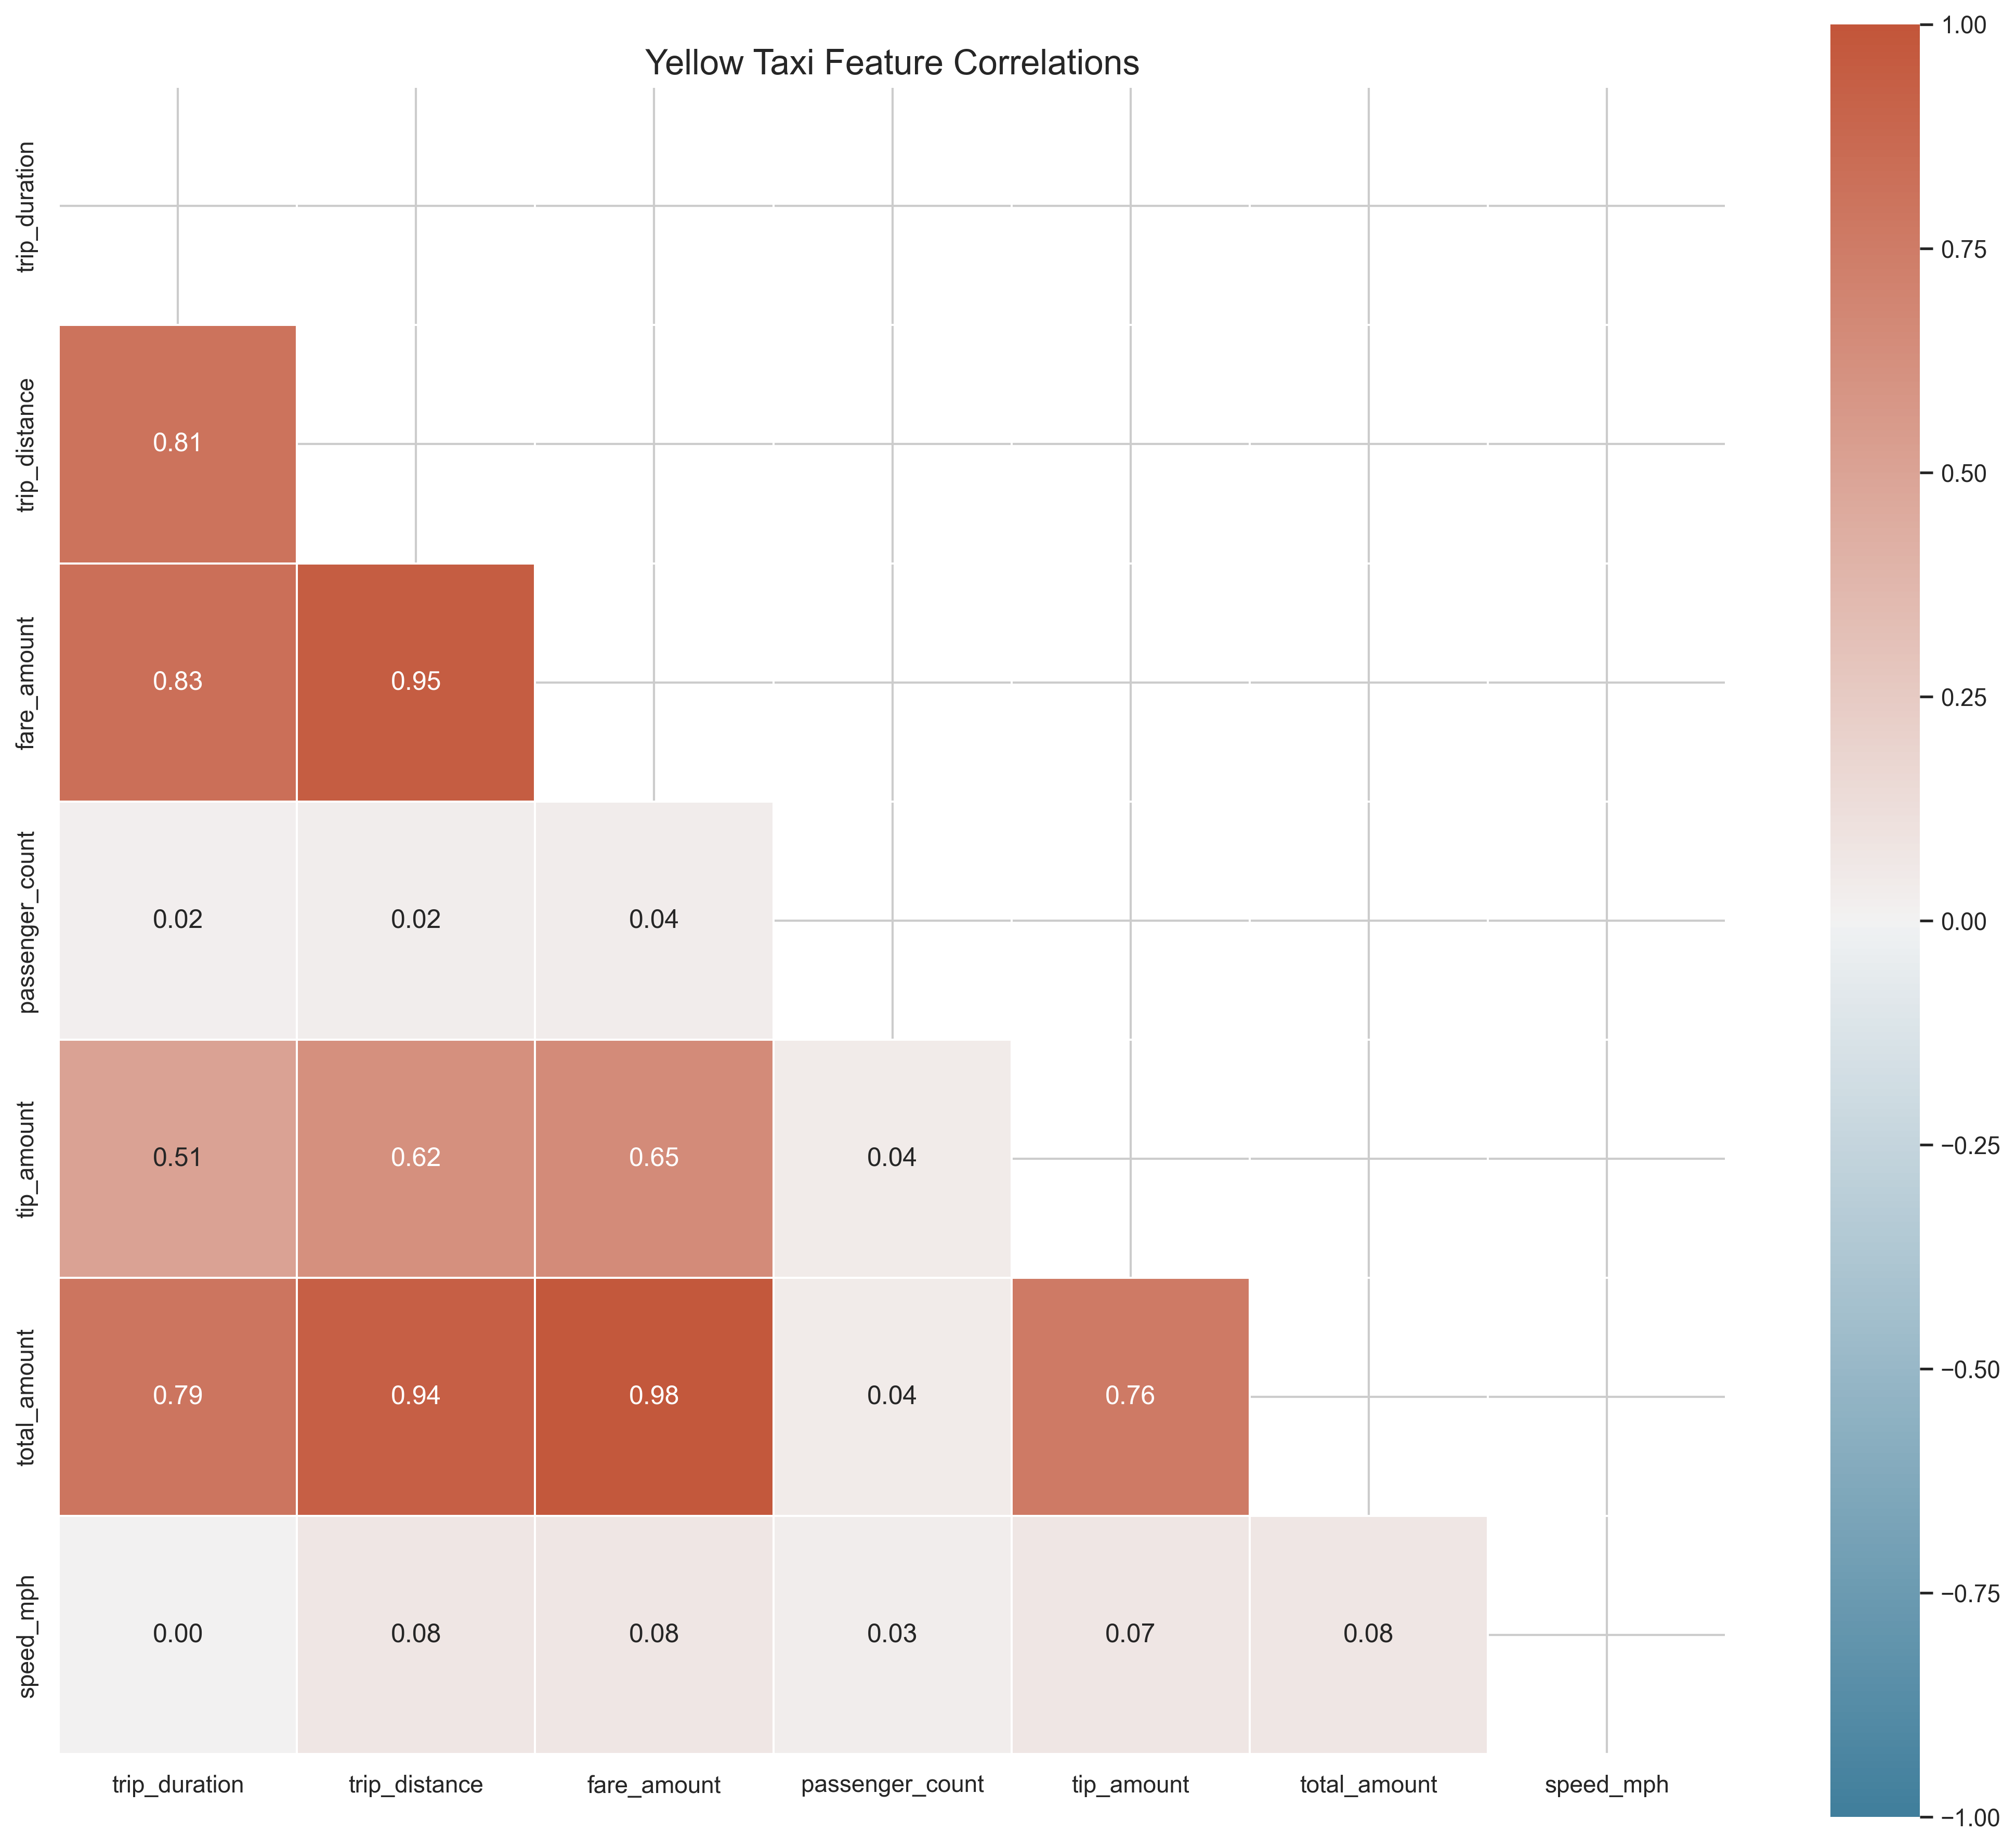 Yellow Taxi Feature Correlations
trip_duration
trip_distance
0.81
fare_amount
0.83 0.95
passenger_count
0.02 0.02 0.04
tip_amount
0.51 0.62 0.65 0.04
total_amount
0.79 0.94 0.98 0.04 0.76
speed_mph
0.00 0.08 0.08 0.03 0.07 0.08
trip_duration trip_distance fare_amount passenger_count tip_amount total_amount speed_mph
1.00
0.75
0.50
0.25
0.00
−0.25
−0.50
−0.75
−1.00